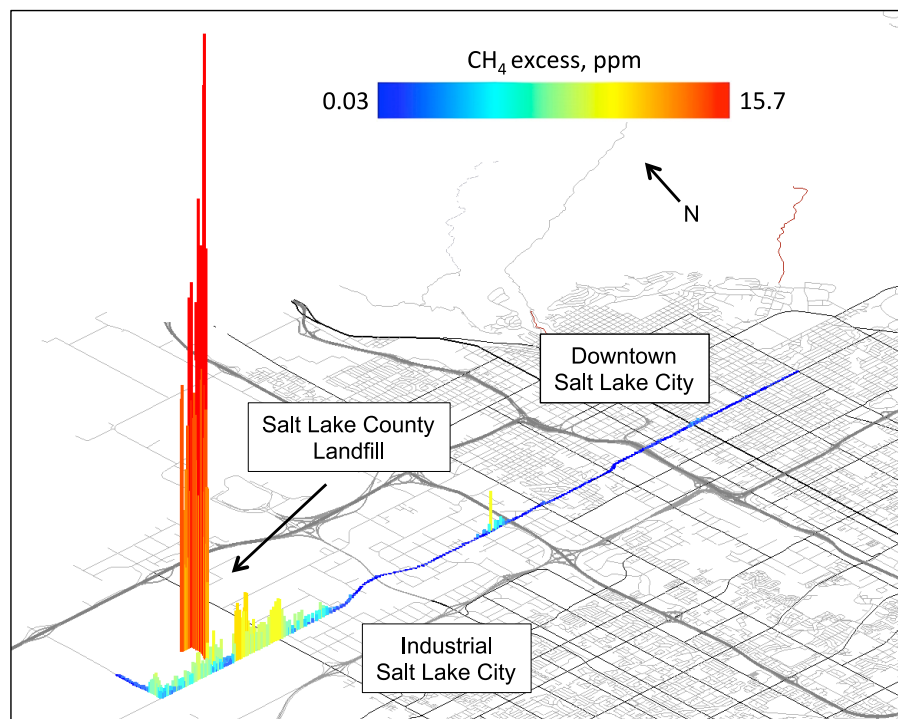 CH₄ excess, ppm
0.03
15.7
N
Downtown
Salt Lake City
Salt Lake County
Landfill
Industrial
Salt Lake City